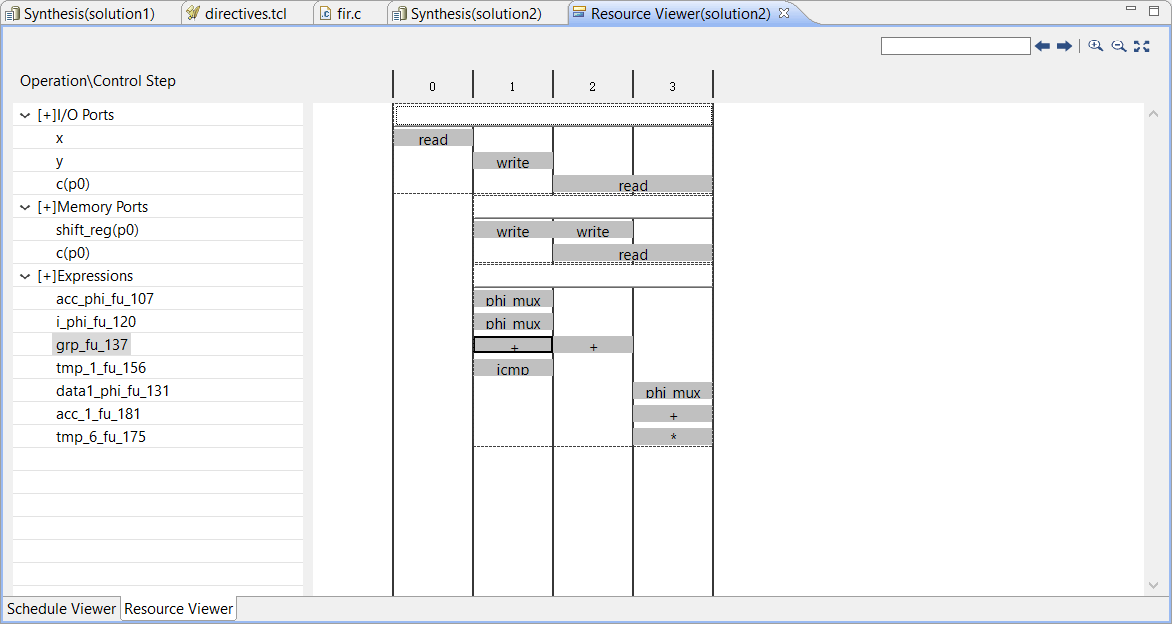 Synthesis(solution1) directives.tcl fir.c Synthesis(solution2) Resource Viewer(solution2)
Operation\Control Step 0 1 2 3
[+]I/O Ports
x read
y write
c(p0) read
[+]Memory Ports
shift_reg(p0) write write
c(p0) read
[+]Expressions
acc_phi_fu_107 phi_mux
i_phi_fu_120 phi_mux
grp_fu_137 + +
tmp_1_fu_156 icmp
data1_phi_fu_131 phi_mux
acc_1_fu_181 +
tmp_6_fu_175 *
Schedule Viewer Resource Viewer